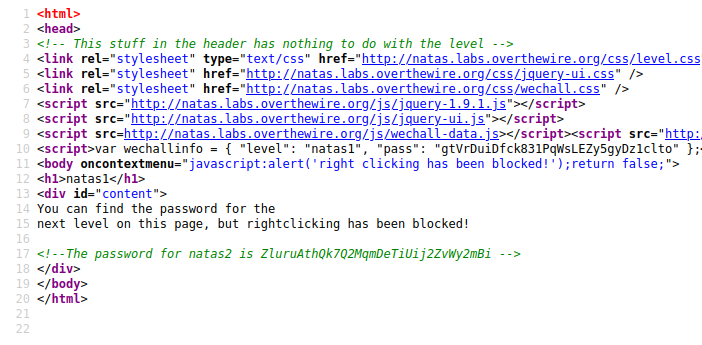 1 <html>
2 <head>
3 <!-- This stuff in the header has nothing to do with the level -->
4 <link rel="stylesheet" type="text/css" href="http://natas.labs.overthewire.org/css/level.css
5 <link rel="stylesheet" href="http://natas.labs.overthewire.org/css/jquery-ui.css" />
6 <link rel="stylesheet" href="http://natas.labs.overthewire.org/css/wechall.css" />
7 <script src="http://natas.labs.overthewire.org/js/jquery-1.9.1.js"></script>
8 <script src="http://natas.labs.overthewire.org/js/jquery-ui.js"></script>
9 <script src=http://natas.labs.overthewire.org/js/wechall-data.js></script><script src="http:
10 <script>var wechallinfo = { "level": "natas1", "pass": "gtVrDuiDfck831PqWsLEZy5gyDz1clto" };
11 <body oncontextmenu="javascript:alert('right clicking has been blocked!');return false;">
12 <h1>natas1</h1>
13 <div id="content">
14 You can find the password for the
15 next level on this page, but rightclicking has been blocked!
16
17 <!--The password for natas2 is ZluruAthQk7Q2MqmDeTiUij2ZvWy2mBi -->
18 </div>
19 </body>
20 </html>
21
22